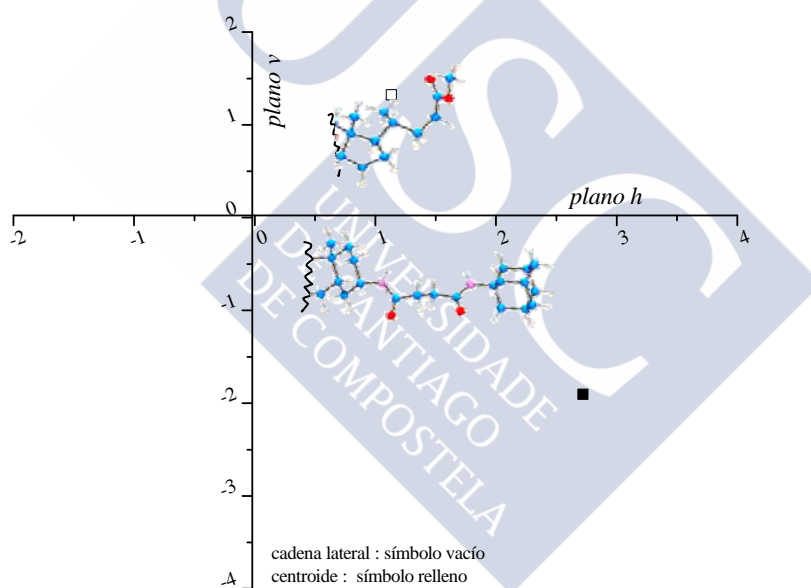 2
plano v
1
0
plano h
-2
-1
0
1
2
3
4
-1
-2
-3
-4
USC
UNIVERSIDADE
DE SANTIAGO
DE COMPOSTELA
cadena lateral : símbolo vacío
centroide : símbolo relleno